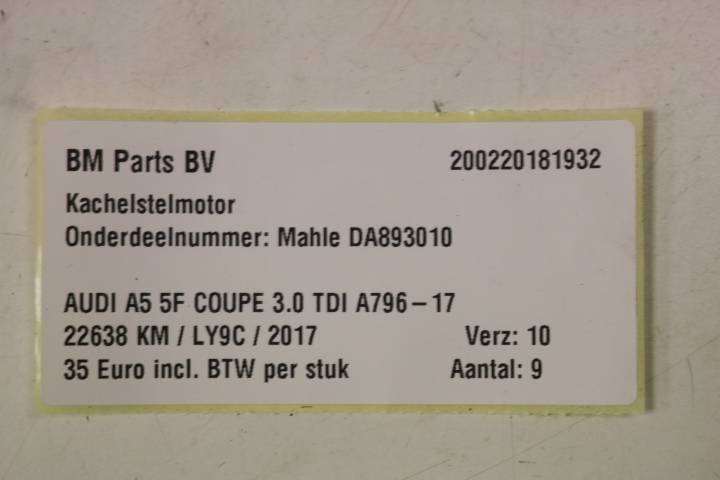 BM Parts BV 200220181932
Kachelstelmotor
Onderdeelnummer: Mahle DA893010
AUDI A5 5F COUPE 3.0 TDI A796-17
22638 KM / LY9C / 2017 Verz: 10
35 Euro incl. BTW per stuk Aantal: 9